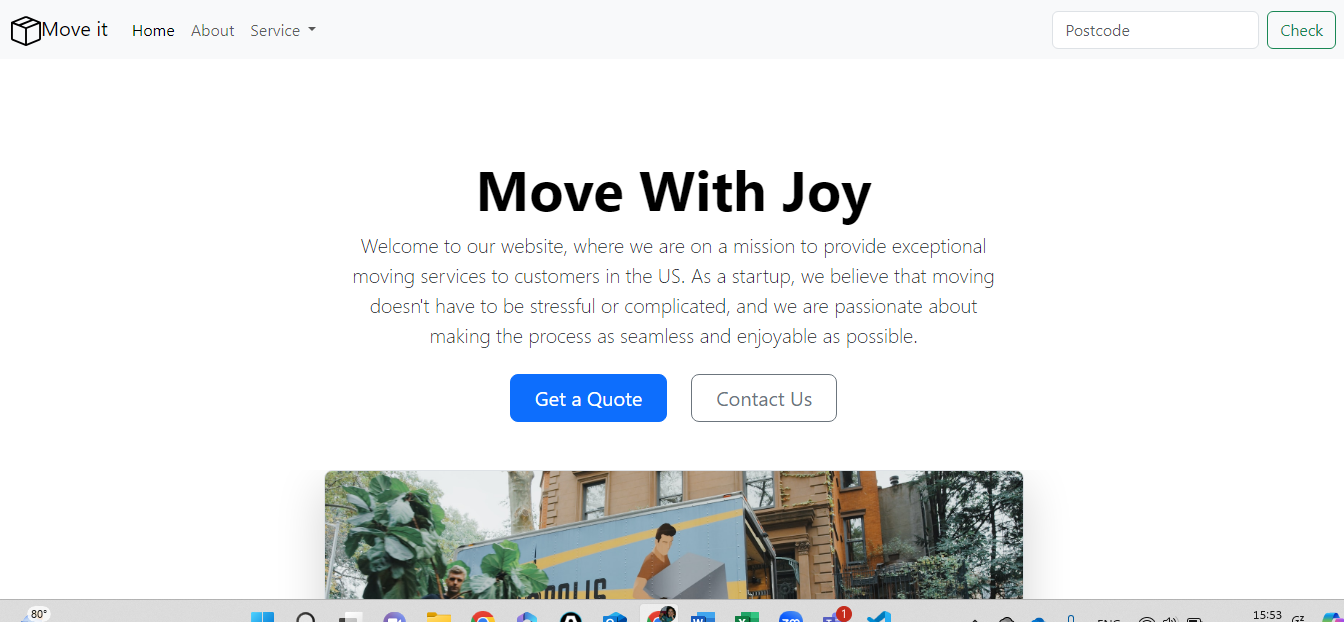 Move it Home About Service Postcode Check
Move With Joy
Welcome to our website, where we are on a mission to provide exceptional
moving services to customers in the US. As a startup, we believe that moving
doesn't have to be stressful or complicated, and we are passionate about
making the process as seamless and enjoyable as possible.
Get a Quote Contact Us
80°
1
15:53